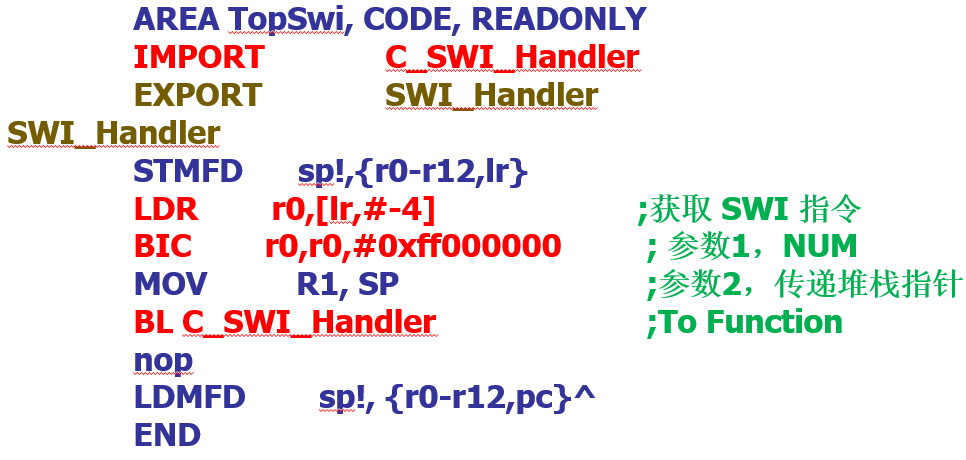 AREA TopSwi, CODE, READONLY
IMPORT C_SWI_Handler
EXPORT SWI_Handler
SWI_Handler
STMFD sp!,{r0-r12,lr}
LDR r0,[lr,#-4] ;获取 SWI 指令
BIC r0,r0,#0xff000000 ; 参数1，NUM
MOV R1, SP ;参数2，传递堆栈指针
BL C_SWI_Handler ;To Function
nop
LDMFD sp!, {r0-r12,pc}^
END